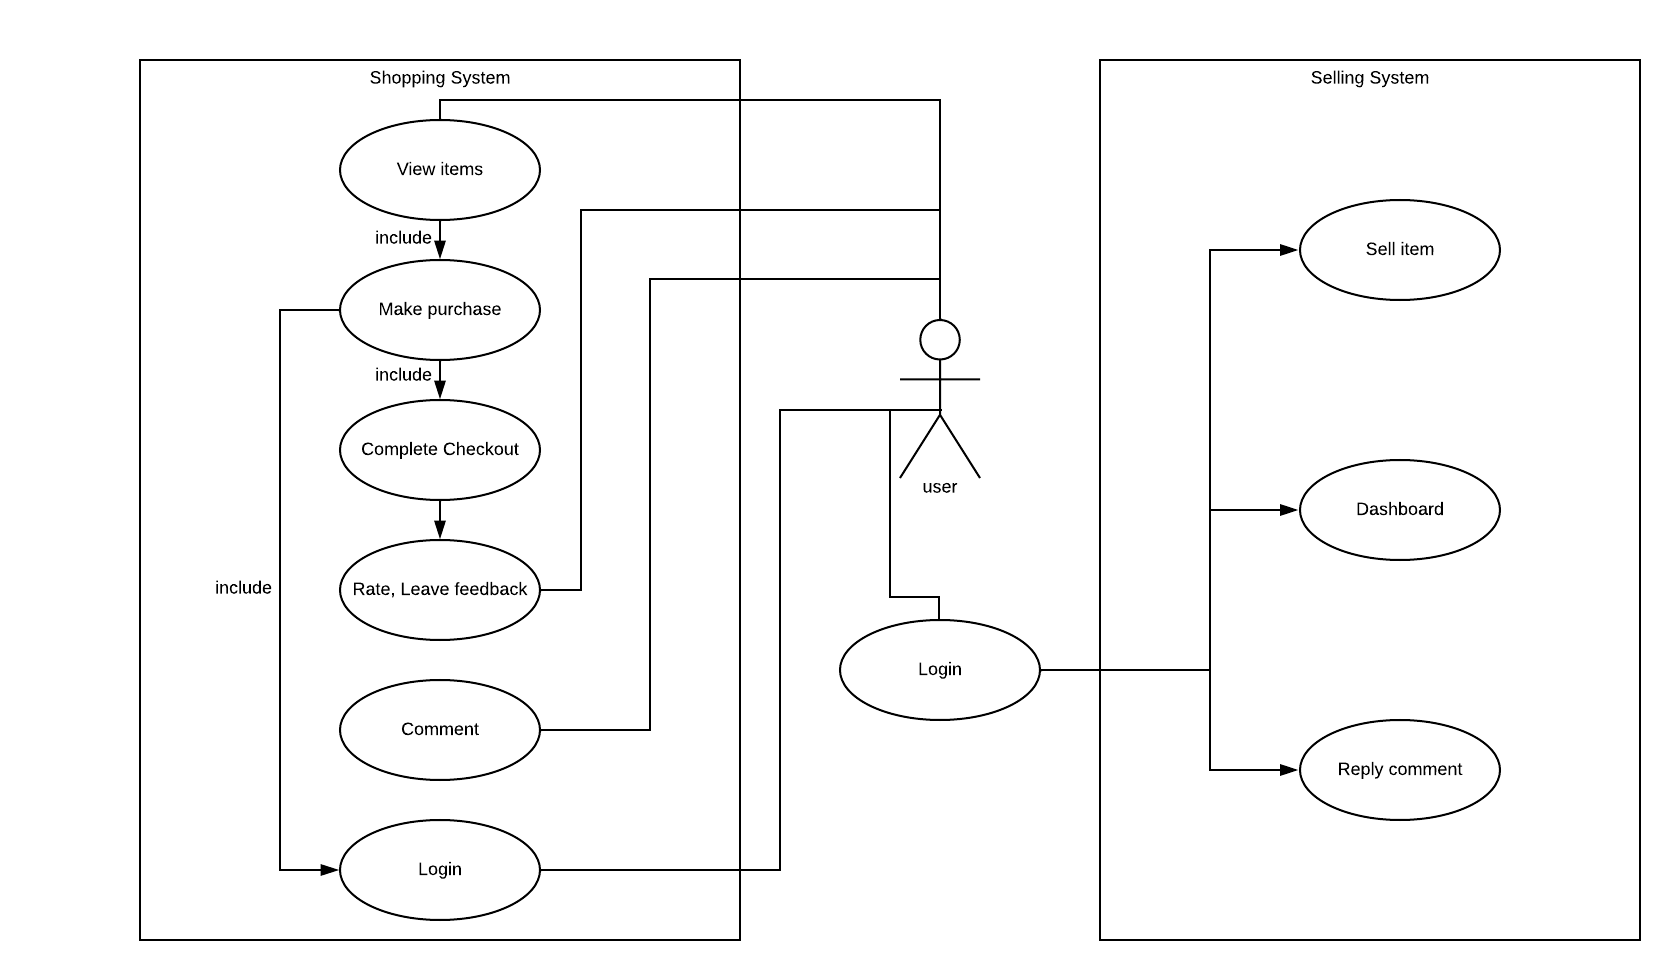 Shopping System
View items
include
Make purchase
include
Complete Checkout
include
Rate, Leave feedback
Comment
Login
user
Login
Selling System
Sell item
Dashboard
Reply comment